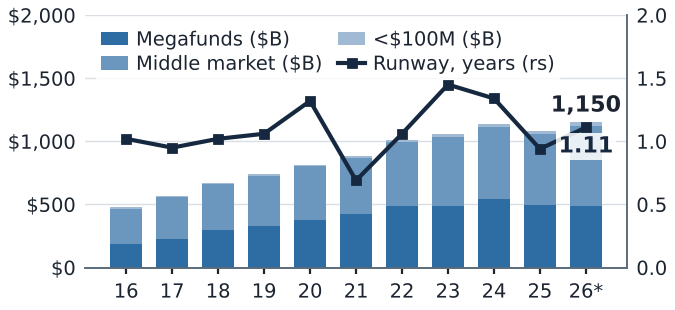 $2,000 2.0
Megafunds ($B) <$100M ($B)
Middle market ($B) Runway, years (rs)
$1,500 1.5
1,150
$1,000 1.11 1.0
$500 0.5
$0 0.0
16 17 18 19 20 21 22 23 24 25 26*